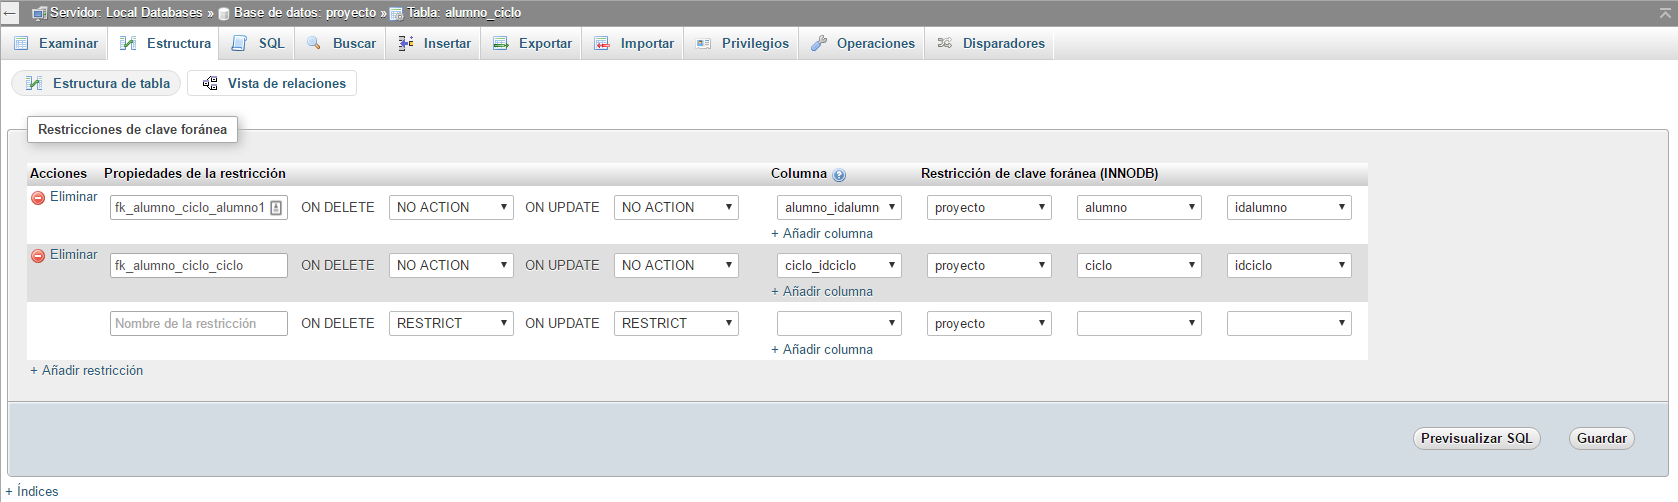 Servidor: Local Databases » Base de datos: proyecto » Tabla: alumno_ciclo
Examinar Estructura SQL Buscar Insertar Exportar Importar Privilegios Operaciones Disparadores
Estructura de tabla Vista de relaciones
Restricciones de clave foránea
Acciones Propiedades de la restricción Columna Restricción de clave foránea (INNODB)
Eliminar fk_alumno_ciclo_alumno1 ON DELETE NO ACTION ON UPDATE NO ACTION alumno_idalumn proyecto alumno idalumno
+ Añadir columna
Eliminar fk_alumno_ciclo_ciclo ON DELETE NO ACTION ON UPDATE NO ACTION ciclo_idciclo proyecto ciclo idciclo
+ Añadir columna
Nombre de la restricción ON DELETE RESTRICT ON UPDATE RESTRICT proyecto
+ Añadir columna
+ Añadir restricción
Previsualizar SQL Guardar
+ Índices